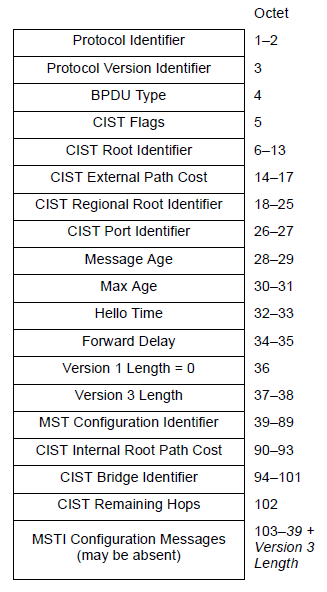 Octet
Protocol Identifier 1–2
Protocol Version Identifier 3
BPDU Type 4
CIST Flags 5
CIST Root Identifier 6–13
CIST External Path Cost 14–17
CIST Regional Root Identifier 18–25
CIST Port Identifier 26–27
Message Age 28–29
Max Age 30–31
Hello Time 32–33
Forward Delay 34–35
Version 1 Length = 0 36
Version 3 Length 37–38
MST Configuration Identifier 39–89
CIST Internal Root Path Cost 90–93
CIST Bridge Identifier 94–101
CIST Remaining Hops 102
MSTI Configuration Messages
(may be absent)
103–39 +
Version 3
Length